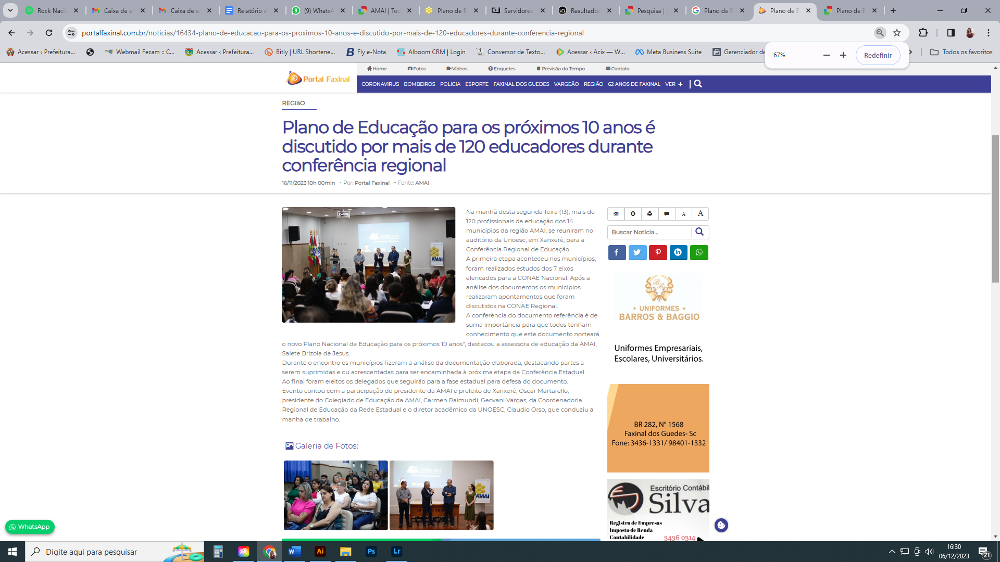 Rock Naci
Caixa de e
Caixa de e
Relatório d
(9) WhatsA
AMAI | Tud
Plano de E
Servidores
Resultados
Pesquisa |
Plano de E
Plano de E
Plano de E
portalfaxinal.com.br/noticias/16434-plano-de-educacao-para-os-proximos-10-anos-e-discutido-por-mais-de-120-educadores-durante-conferencia-regional
Acessar ‹ Prefeitura...
Webmail Fecam :: C...
Acessar ‹ Prefeitura...
Bitly | URL Shortene...
Fly e-Nota
Alboom CRM | Login
Conversor de Texto...
Acessar ‹ Acix — W...
Meta Business Suite
Gerenciador de
Todos os favoritos
67%
Redefinir
Portal Faxinal
Home
Fotos
Vídeos
Enquetes
Previsão do Tempo
Contato
CORONAVÍRUS BOMBEIROS POLÍCIA ESPORTE FAXINAL DOS GUEDES VARGEÃO REGIÃO 62 ANOS DE FAXINAL VER +
REGIãO
Plano de Educação para os próximos 10 anos é
discutido por mais de 120 educadores durante
conferência regional
16/11/2023 10h 00min · Por: Portal Faxinal · Fonte: AMAI
CONAE 2024
AMAI
Na manhã desta segunda-feira (13), mais de
120 profissionais da educação dos 14
municípios da região AMAI, se reuniram no
auditório da Unoesc, em Xanxerê, para a
Conferência Regional de Educação.
A primeira etapa aconteceu nos municípios,
foram realizados estudos dos 7 eixos
elencados para a CONAE Nacional. Após a
análise dos documentos os municípios
realizaram apontamentos que foram
discutidos na CONAE Regional.
A conferência do documento referência é de
suma importância para que todos tenham
conhecimento que este documento norteará
o novo Plano Nacional de Educação para os próximos 10 anos", destacou a assessora de educação da AMAI,
Salete Brizola de Jesus.
Durante o encontro os municípios fizeram a análise da documentação elaborada, destacando partes a
serem suprimidas e ou acrescentadas para ser encaminhada à próxima etapa da Conferência Estadual.
Ao final foram eleitos os delegados que seguirão para a fase estadual para defesa do documento.
Evento contou com a participação do presidente da AMAI e prefeito de Xanxerê, Oscar Martarello,
presidente do Colegiado de Educação da AMAI, Carmen Raimundi, Geovani Vargas, da Coordenadoria
Regional de Educação da Rede Estadual e o diretor acadêmico da UNOESC, Claudio Orso, que conduziu a
manha de trabalho.
Galeria de Fotos:
CONAE 2024
AMAI
A A
Buscar Notícia...
UNIFORMES
BARROS & BAGGIO
Uniformes Empresariais,
Escolares, Universitários.
BR 282, N° 1568
Faxinal dos Guedes- Sc
Fone: 3436-1331/ 98401-1332
Escritório Contábil
Silva
Registro de Empresas
Imposto de Renda
Contabilidade
3436 0314
WhatsApp
Digite aqui para pesquisar
Ai
Ps
Lr
16:30
06/12/2023
21